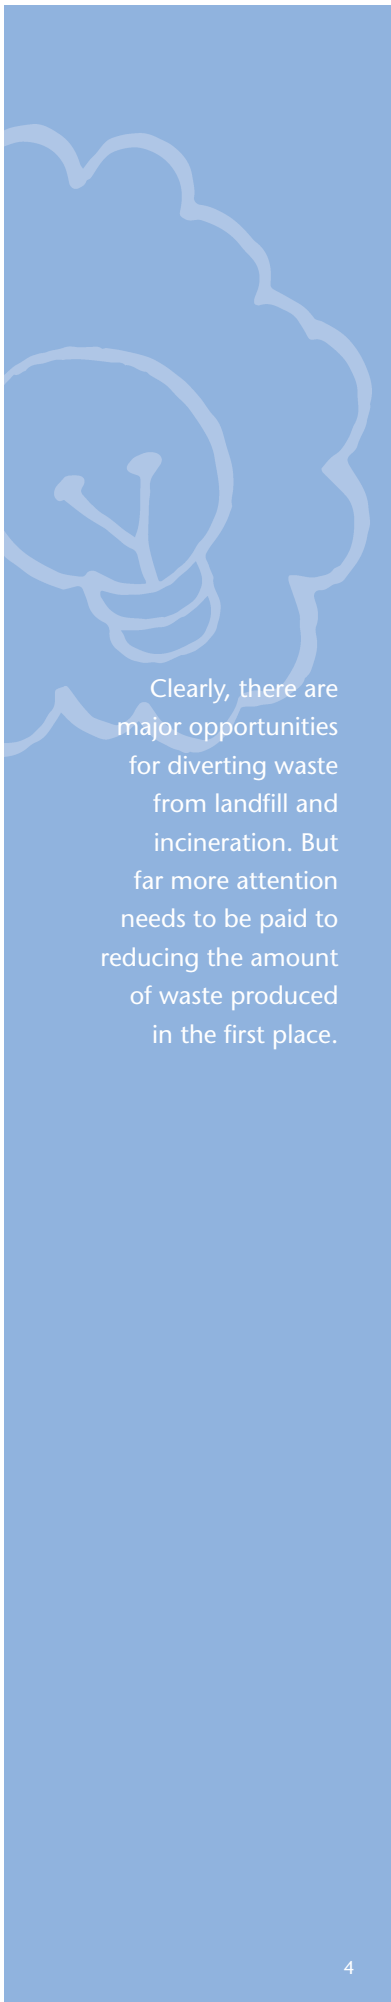 Clearly, there are
major opportunities
for diverting waste
from landfill and
incineration. But
far more attention
needs to be paid to
reducing the amount
of waste produced
in the first place.
4